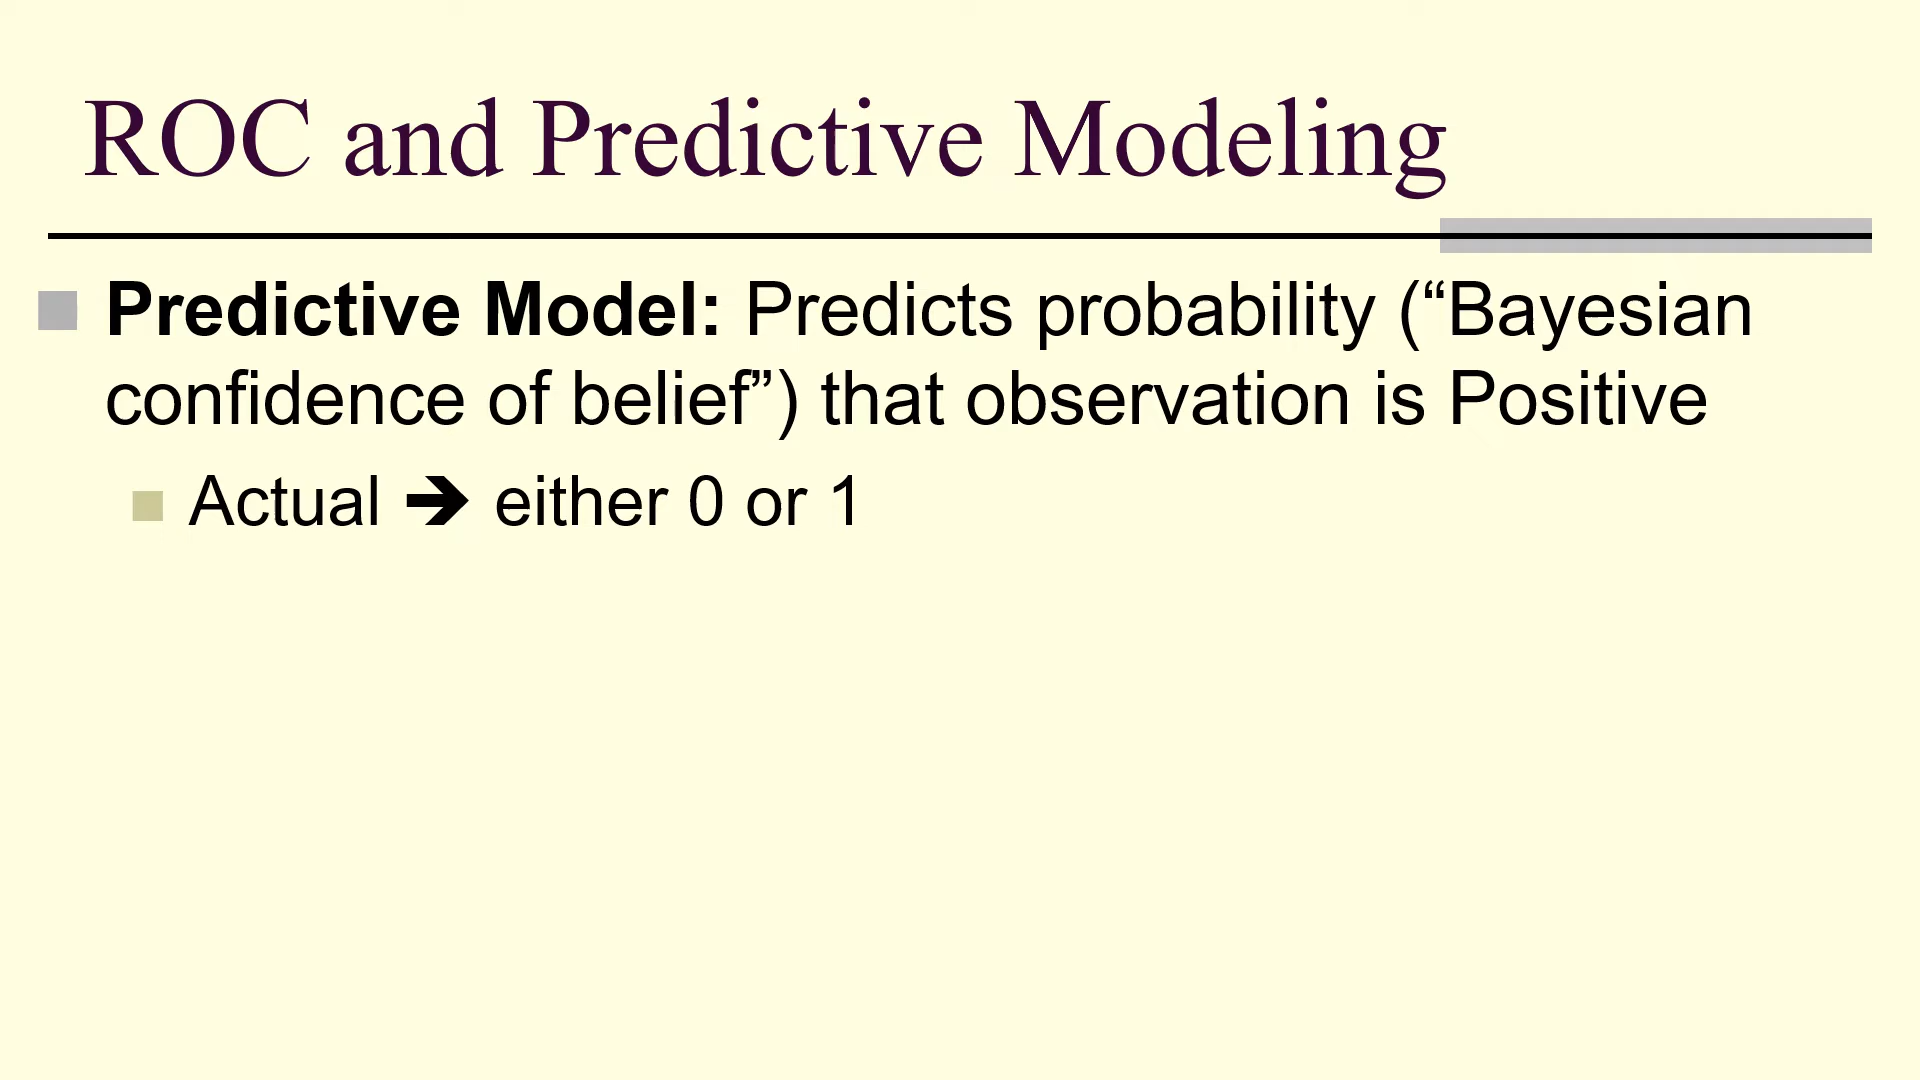 ROC and Predictive Modeling
Predictive Model: Predicts probability (“Bayesian
confidence of belief”) that observation is Positive
Actual ➔ either 0 or 1